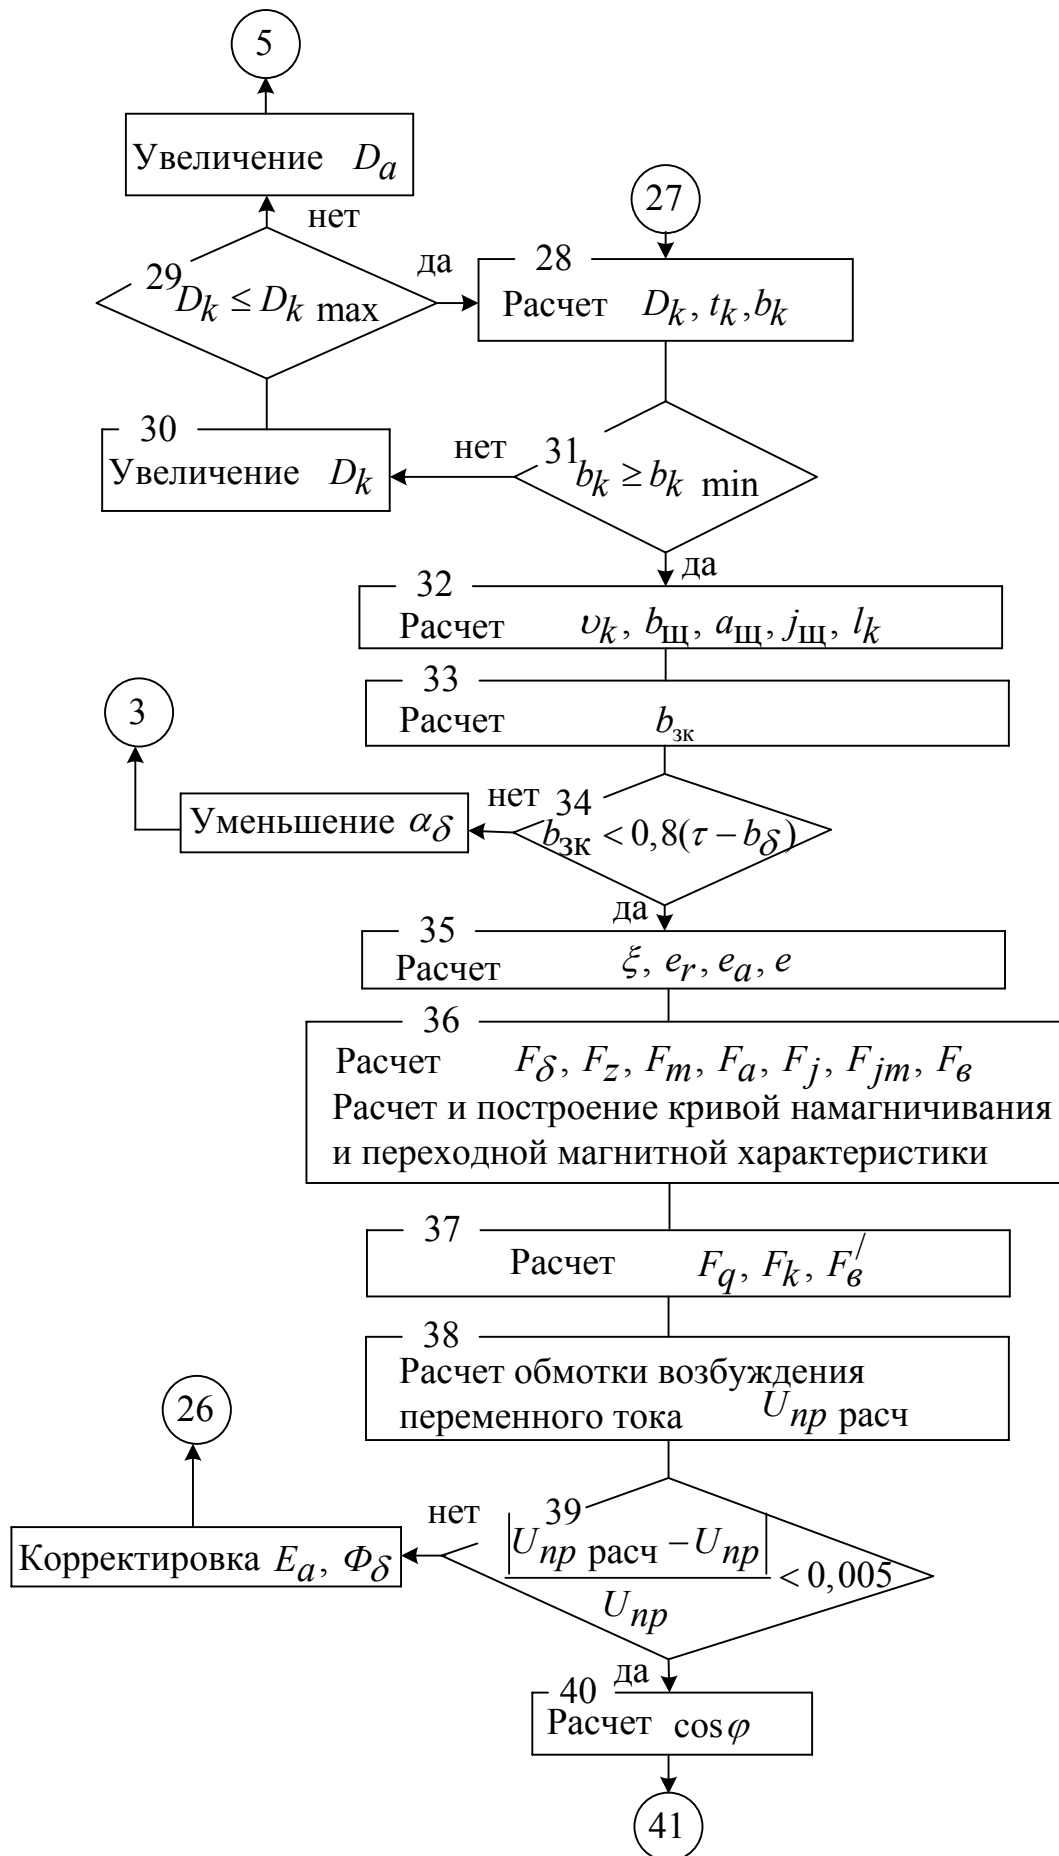 5
Увеличение D_a
нет
27
29
D_k ≤ D_k max
да
28
Расчет D_k, t_k, b_k
30
Увеличение D_k
нет
31
b_k ≥ b_k min
да
32
Расчет υ_k, b_щ, a_щ, j_щ, l_k
33
Расчет b_зк
3
Уменьшение α_δ
нет
34
b_зк < 0,8(τ − b_δ)
да
35
Расчет ξ, e_r, e_a, e
36
Расчет F_δ, F_z, F_m, F_a, F_j, F_jm, F_в
Расчет и построение кривой намагничивания
и переходной магнитной характеристики
37
Расчет F_q, F_k, F_в^/
38
Расчет обмотки возбуждения
переменного тока U_пр расч
26
Корректировка E_a, Φ_δ
нет
39
|U_пр расч − U_пр|
< 0,005
U_пр
да
40
Расчет cos φ
41